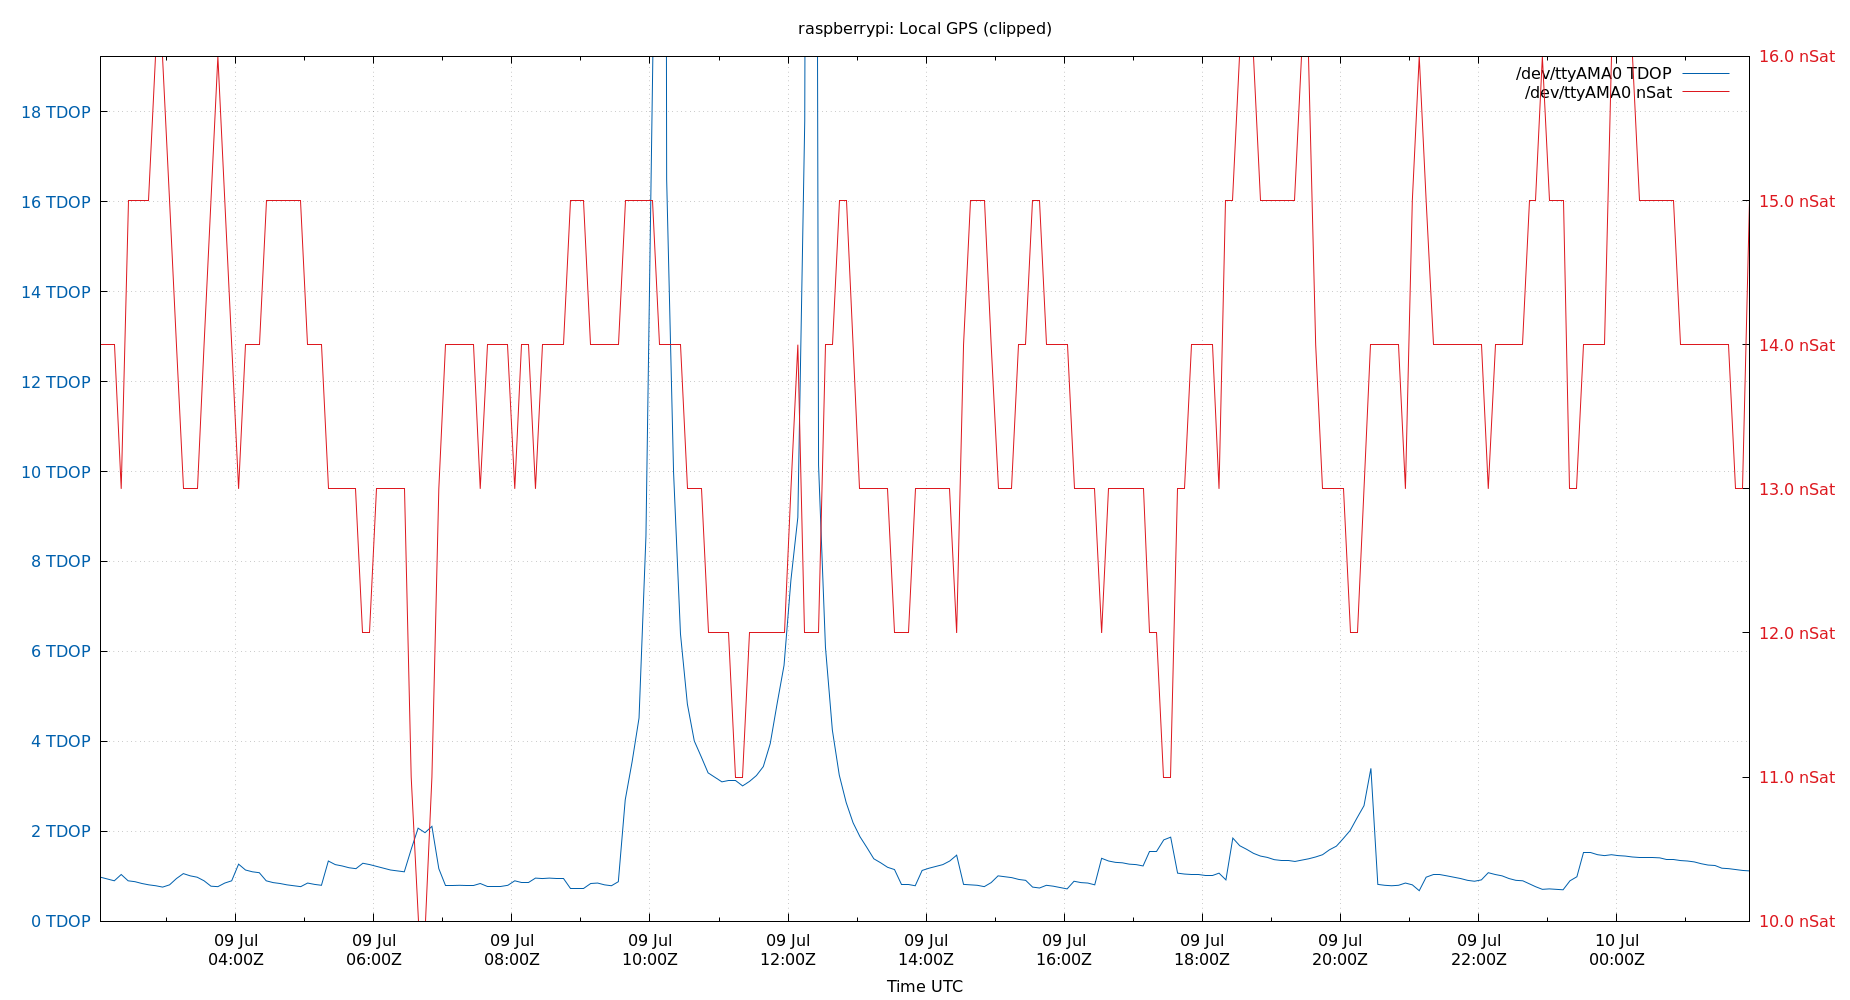 raspberrypi: Local GPS (clipped)
/dev/ttyAMA0 TDOP
/dev/ttyAMA0 nSat
18 TDOP
16 TDOP
14 TDOP
12 TDOP
10 TDOP
8 TDOP
6 TDOP
4 TDOP
2 TDOP
0 TDOP
16.0 nSat
15.0 nSat
14.0 nSat
13.0 nSat
12.0 nSat
11.0 nSat
10.0 nSat
09 Jul 09 Jul 09 Jul 09 Jul 09 Jul 09 Jul 09 Jul 09 Jul 09 Jul 09 Jul 10 Jul
04:00Z 06:00Z 08:00Z 10:00Z 12:00Z 14:00Z 16:00Z 18:00Z 20:00Z 22:00Z 00:00Z
Time UTC